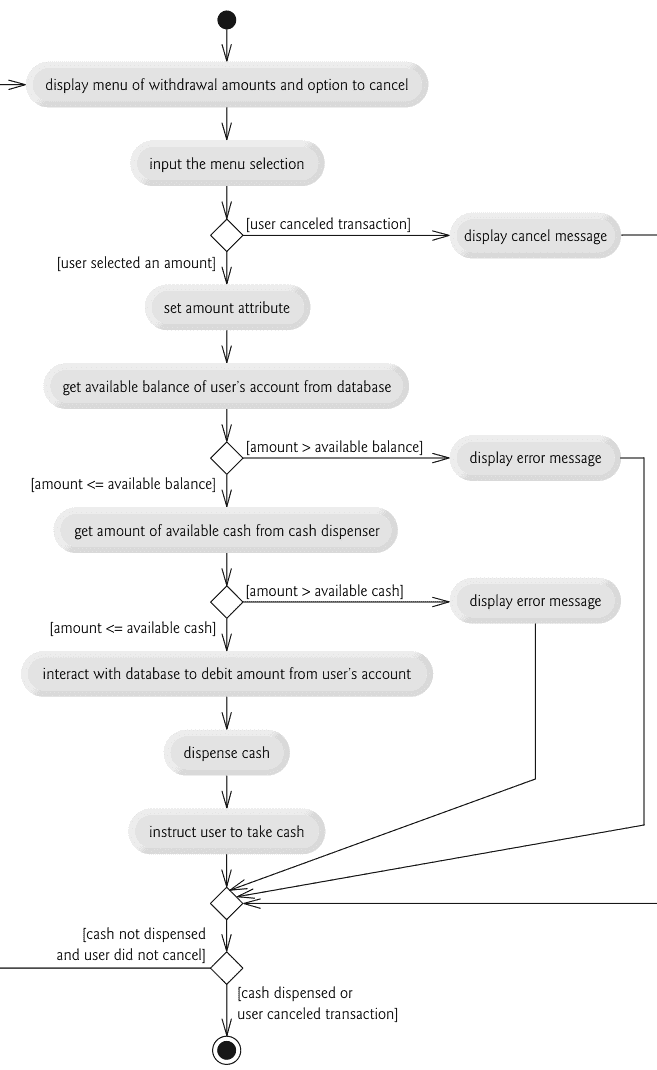 display menu of withdrawal amounts and option to cancel
input the menu selection
[user canceled transaction]
display cancel message
[user selected an amount]
set amount attribute
get available balance of user's account from database
[amount > available balance]
display error message
[amount <= available balance]
get amount of available cash from cash dispenser
[amount > available cash]
display error message
[amount <= available cash]
interact with database to debit amount from user's account
dispense cash
instruct user to take cash
[cash not dispensed
and user did not cancel]
[cash dispensed or
user canceled transaction]